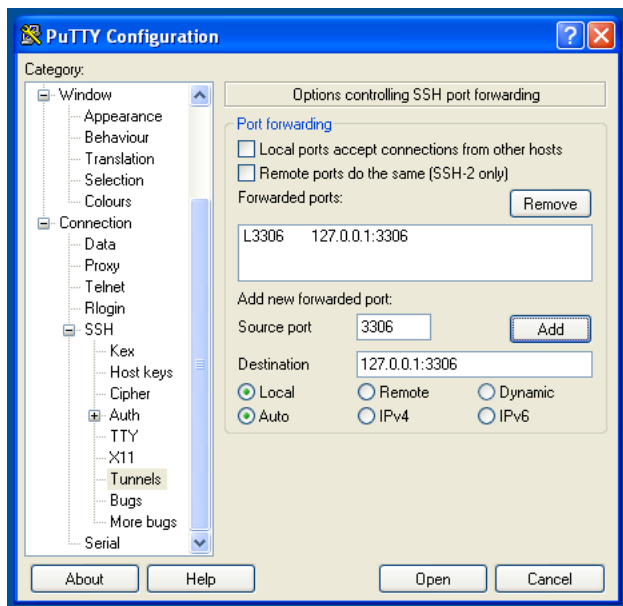 PuTTY Configuration
Category:
Window
Appearance
Behaviour
Translation
Selection
Colours
Connection
Data
Proxy
Telnet
Rlogin
SSH
Kex
Host keys
Cipher
Auth
TTY
X11
Tunnels
Bugs
More bugs
Serial
Options controlling SSH port forwarding
Port forwarding
Local ports accept connections from other hosts
Remote ports do the same (SSH-2 only)
Forwarded ports: Remove
L3306 127.0.0.1:3306
Add new forwarded port:
Source port 3306 Add
Destination 127.0.0.1:3306
Local Remote Dynamic
Auto IPv4 IPv6
About Help Open Cancel